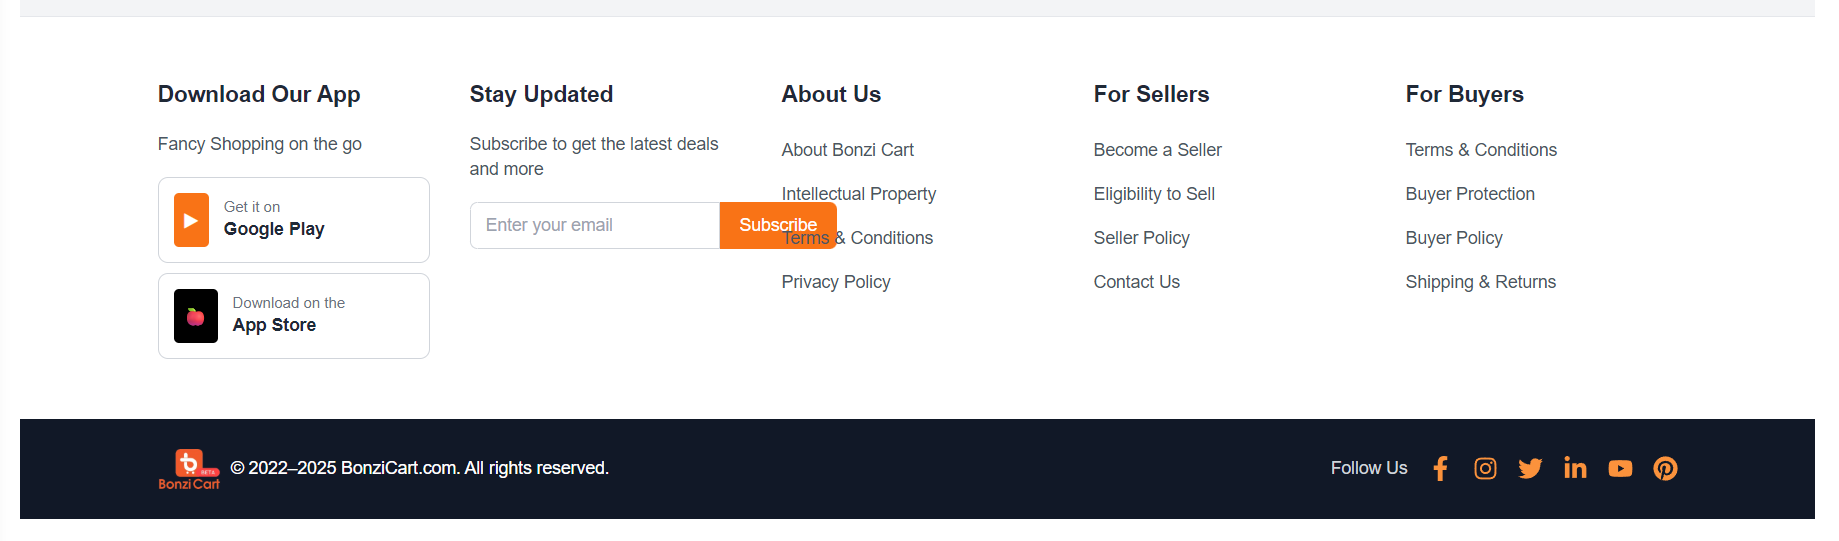 Download Our App
Fancy Shopping on the go
Get it on
Google Play
Download on the
App Store
Stay Updated
Subscribe to get the latest deals
and more
Enter your email
Subscribe
About Us
About Bonzi Cart
Intellectual Property
Terms & Conditions
Privacy Policy
For Sellers
Become a Seller
Eligibility to Sell
Seller Policy
Contact Us
For Buyers
Terms & Conditions
Buyer Protection
Buyer Policy
Shipping & Returns
BETA
Bonzi Cart
© 2022–2025 BonziCart.com. All rights reserved.
Follow Us